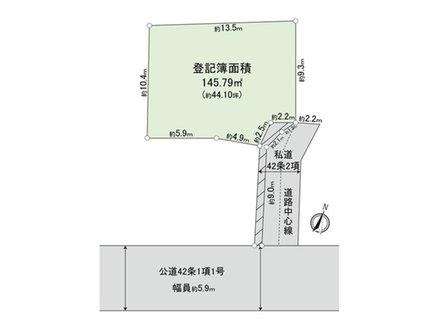 約13.5m
約10.4m
登記簿面積
145.79㎡
(約44.10坪)
約9.3m
約5.9m
約4.9m
約2.5m
約2.2m
約2.2m
約2.1m
私道
42条2項
約9.0m
道路中心線
N
公道42条1項1号
幅員約5.9m